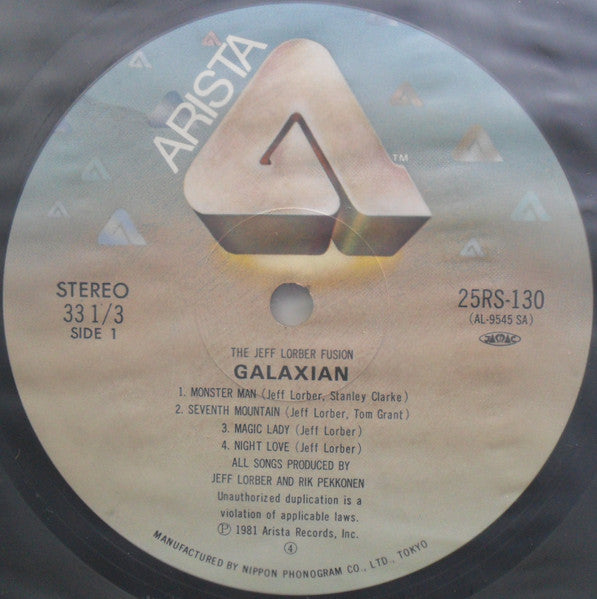 ARISTA
TM
STEREO
33 1/3
SIDE 1
25RS-130
(AL-9545 SA)
THE JEFF LORBER FUSION
GALAXIAN
1. MONSTER MAN (Jeff Lorber, Stanley Clarke)
2. SEVENTH MOUNTAIN (Jeff Lorber, Tom Grant)
3. MAGIC LADY (Jeff Lorber)
4. NIGHT LOVE (Jeff Lorber)
ALL SONGS PRODUCED BY
JEFF LORBER AND RIK PEKKONEN
Unauthorized duplication is a
violation of applicable laws.
Ⓟ 1981 Arista Records, Inc.
④
MANUFACTURED BY NIPPON PHONOGRAM CO., LTD., TOKYO